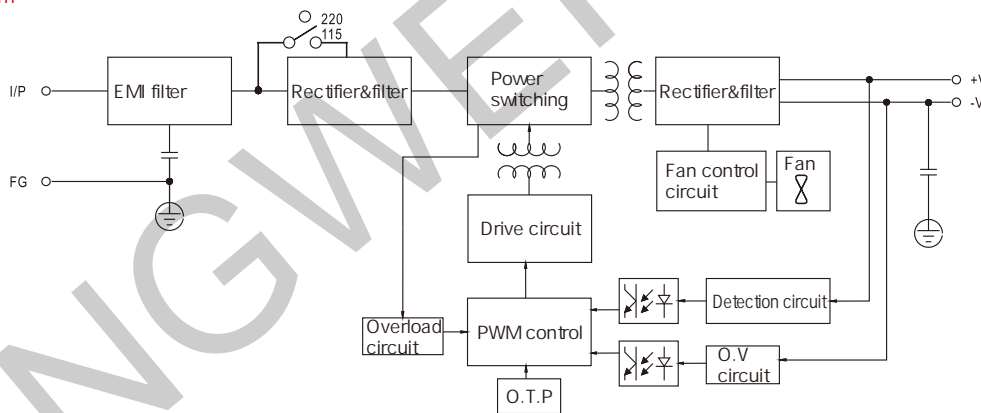 220
115
I/P
EMI filter
Rectifier&filter
Power
switching
Rectifier&filter
+V
-V
FG
Fan control
circuit
Fan
Drive circuit
Detection circuit
Overload
circuit
PWM control
O.V
circuit
O.T.P
NGWE